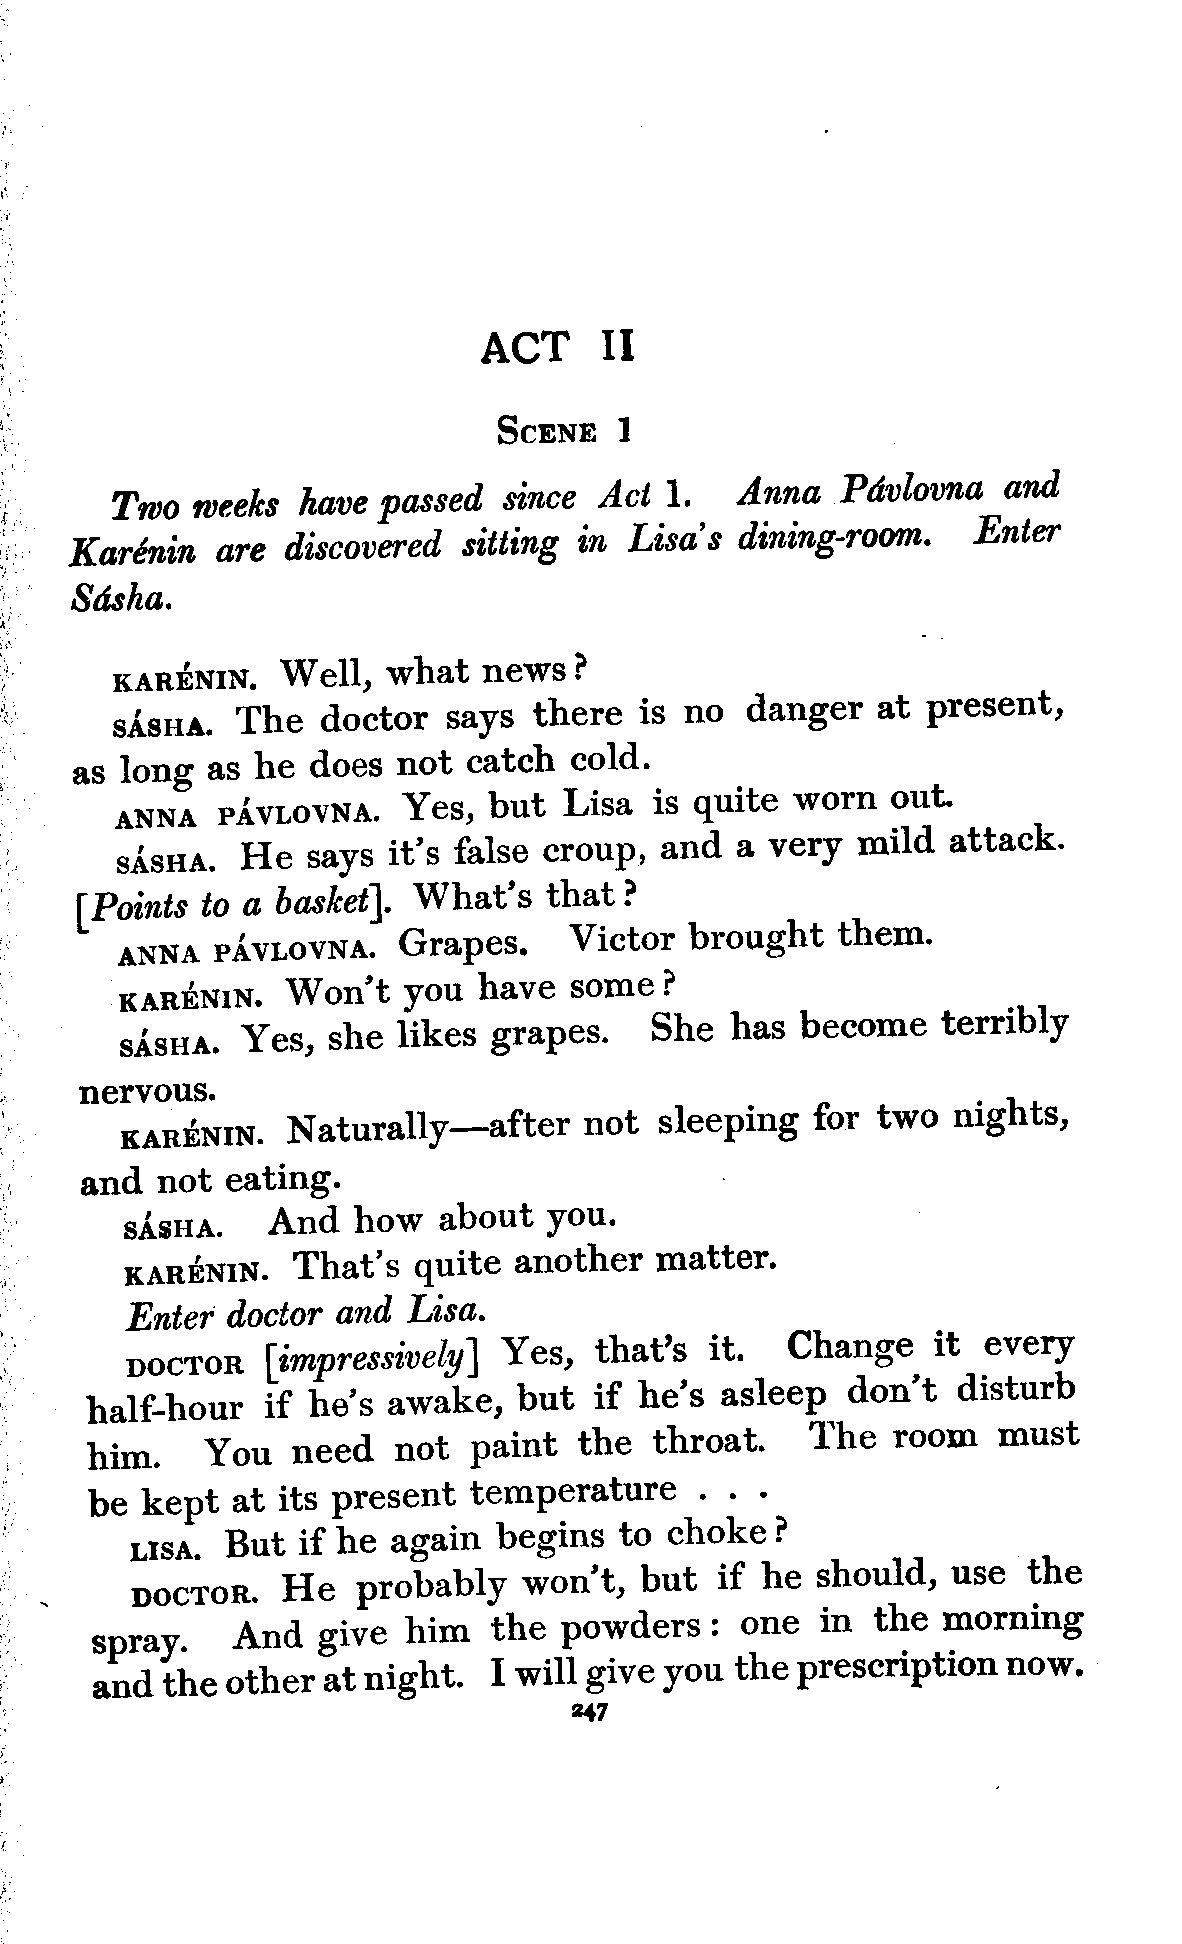 ACT II
SCENE 1
Two weeks have passed since Act 1. Anna Pávlovna and
Karénin are discovered sitting in Lisa's dining-room. Enter
Sásha.
KARÉNIN. Well, what news?
SÁSHA. The doctor says there is no danger at present,
as long as he does not catch cold.
ANNA PÁVLOVNA. Yes, but Lisa is quite worn out.
SÁSHA. He says it's false croup, and a very mild attack.
[Points to a basket]. What's that?
ANNA PÁVLOVNA. Grapes. Victor brought them.
KARÉNIN. Won't you have some?
SÁSHA. Yes, she likes grapes. She has become terribly
nervous.
KARÉNIN. Naturally—after not sleeping for two nights,
and not eating.
SÁSHA. And how about you.
KARÉNIN. That's quite another matter.
Enter doctor and Lisa.
DOCTOR [impressively] Yes, that's it. Change it every
half-hour if he's awake, but if he's asleep don't disturb
him. You need not paint the throat. The room must
be kept at its present temperature . . .
LISA. But if he again begins to choke?
DOCTOR. He probably won't, but if he should, use the
spray. And give him the powders: one in the morning
and the other at night. I will give you the prescription now.
247